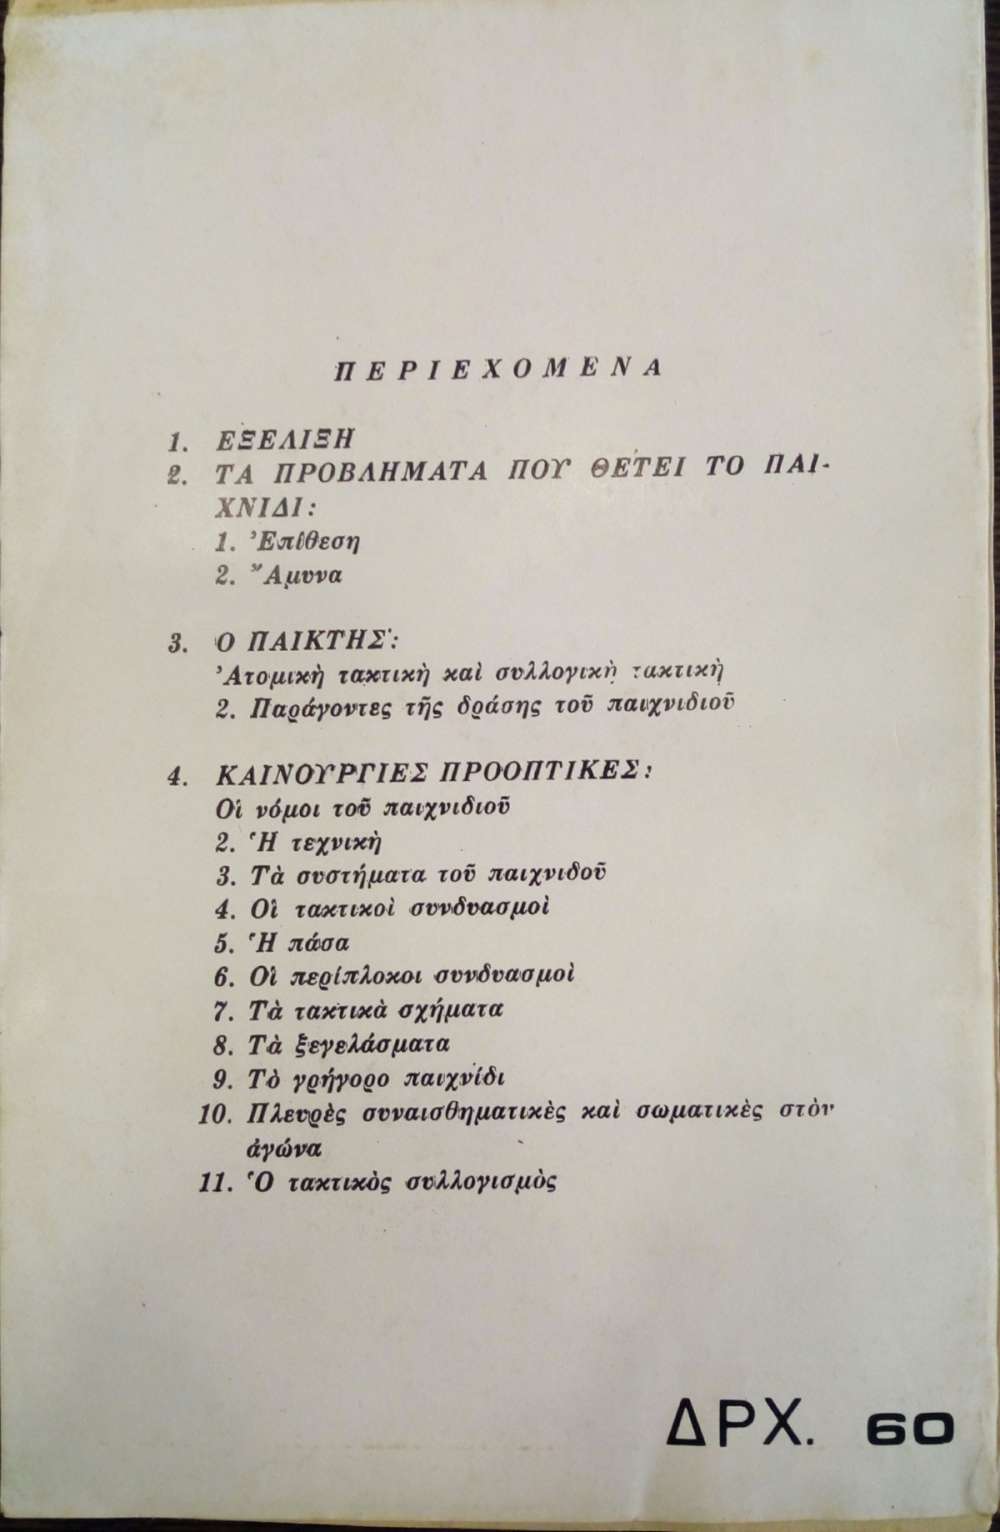 ΠΕΡΙΕΧΟΜΕΝΑ
1. ΕΞΕΛΙΞΗ
2. ΤΑ ΠΡΟΒΛΗΜΑΤΑ ΠΟΥ ΘΕΤΕΙ ΤΟ ΠΑΙ-
ΧΝΙΔΙ:
1. Ἐπίθεση
2. Ἄμυνα
3. Ὁ ΠΑΙΚΤΗΣ:
Ἀτομικὴ τακτικὴ καὶ συλλογικὴ τακτικὴ
2. Παράγοντες τῆς δράσης τοῦ παιχνιδιοῦ
4. ΚΑΙΝΟΥΡΓΙΕΣ ΠΡΟΟΠΤΙΚΕΣ:
Οἱ νόμοι τοῦ παιχνιδιοῦ
2. Ἡ τεχνικὴ
3. Τὰ συστήματα τοῦ παιχνιδοῦ
4. Οἱ τακτικοὶ συνδυασμοὶ
5. Ἡ πάσα
6. Οἱ περίπλοκοι συνδυασμοὶ
7. Τὰ τακτικὰ σχήματα
8. Τὰ ξεγελάσματα
9. Τὸ γρήγορο παιχνίδι
10. Πλευρὲς συναισθηματικὲς καὶ σωματικὲς στὸν
ἀγώνα
11. Ὁ τακτικὸς συλλογισμὸς
ΔΡΧ. 60